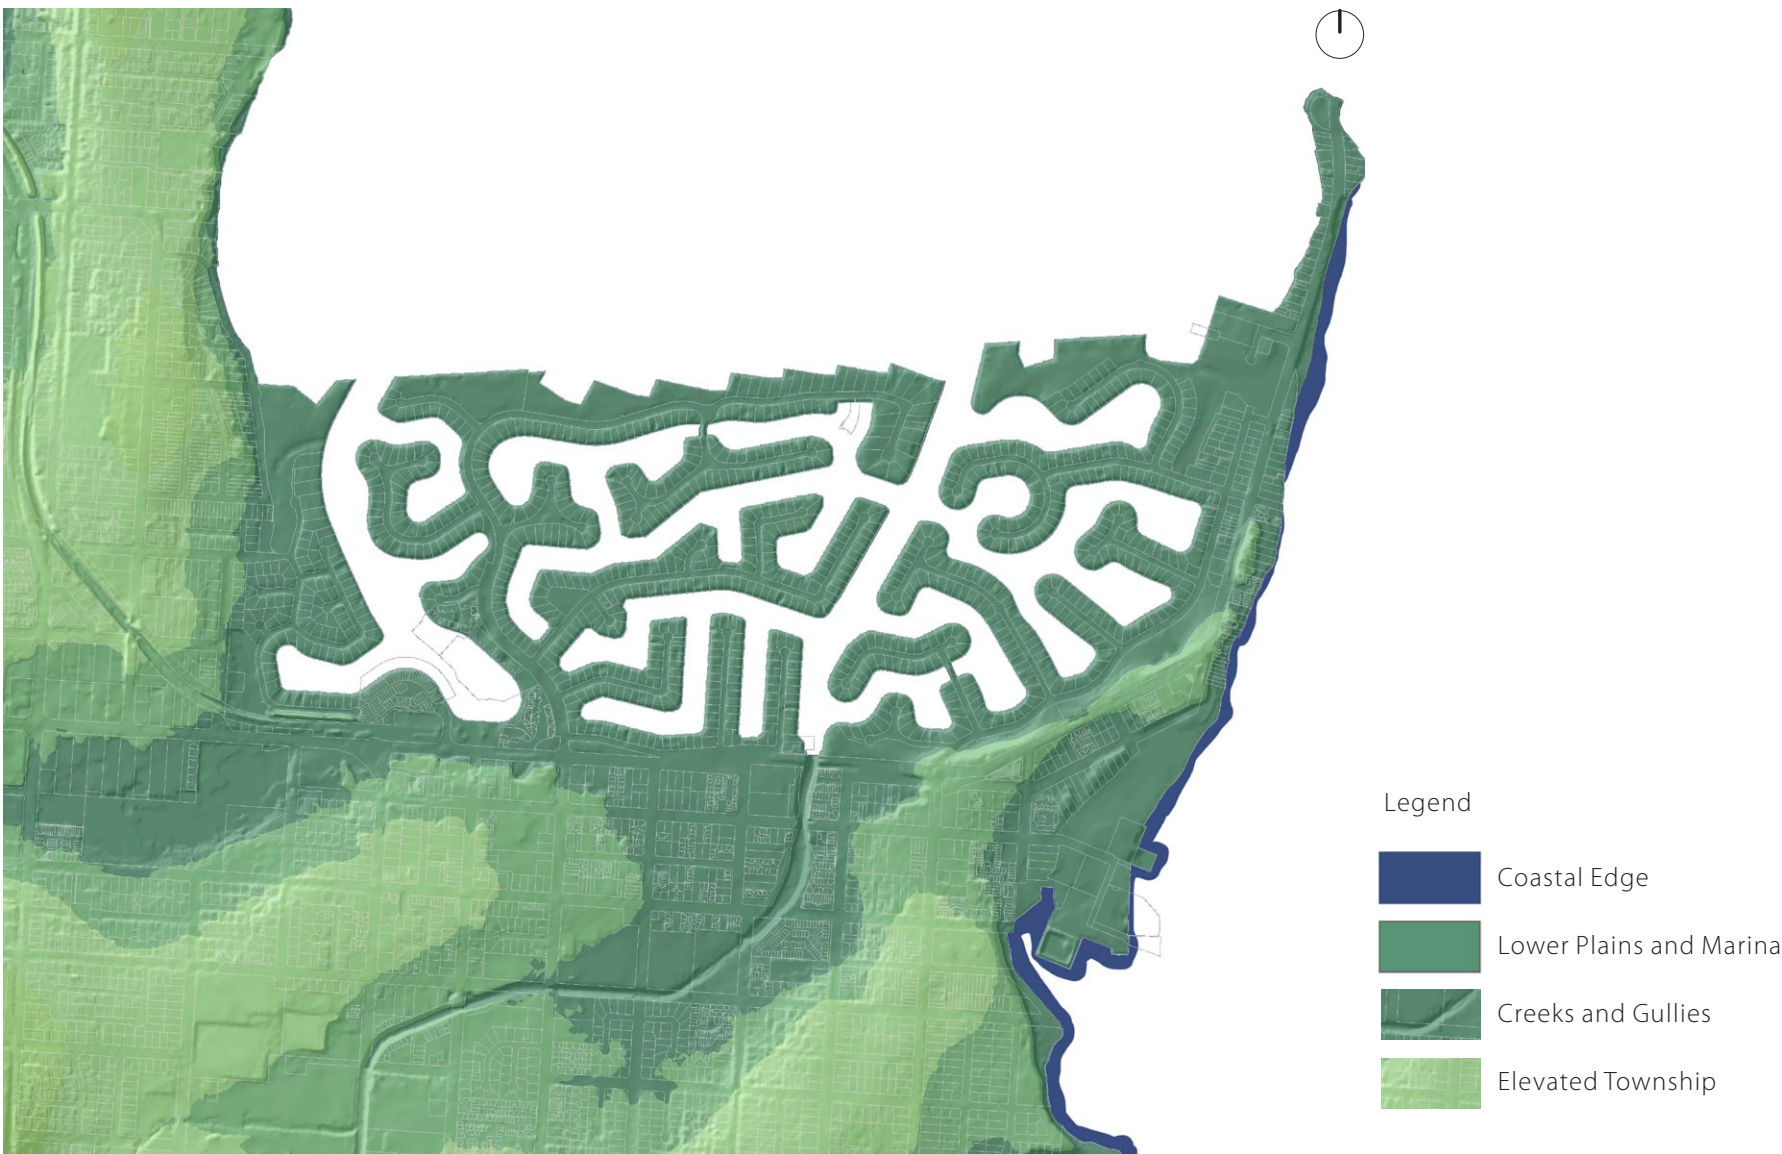 Legend
Coastal Edge
Lower Plains and Marina
Creeks and Gullies
Elevated Township